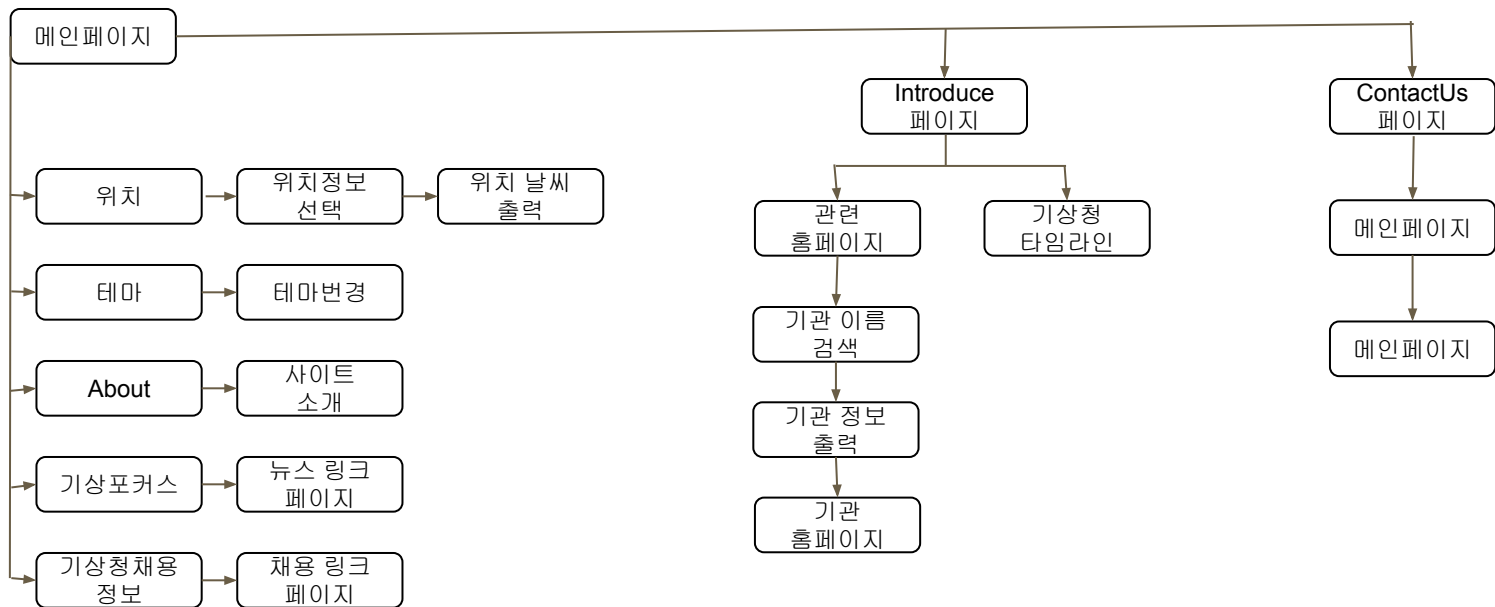 메인페이지
Introduce
페이지
ContactUs
페이지
위치
위치정보
선택
위치 날씨
출력
관련
홈페이지
기상청
타임라인
메인페이지
테마
테마변경
기관 이름
검색
메인페이지
About
사이트
소개
기관 정보
출력
기상포커스
뉴스 링크
페이지
기관
홈페이지
기상청채용
정보
채용 링크
페이지